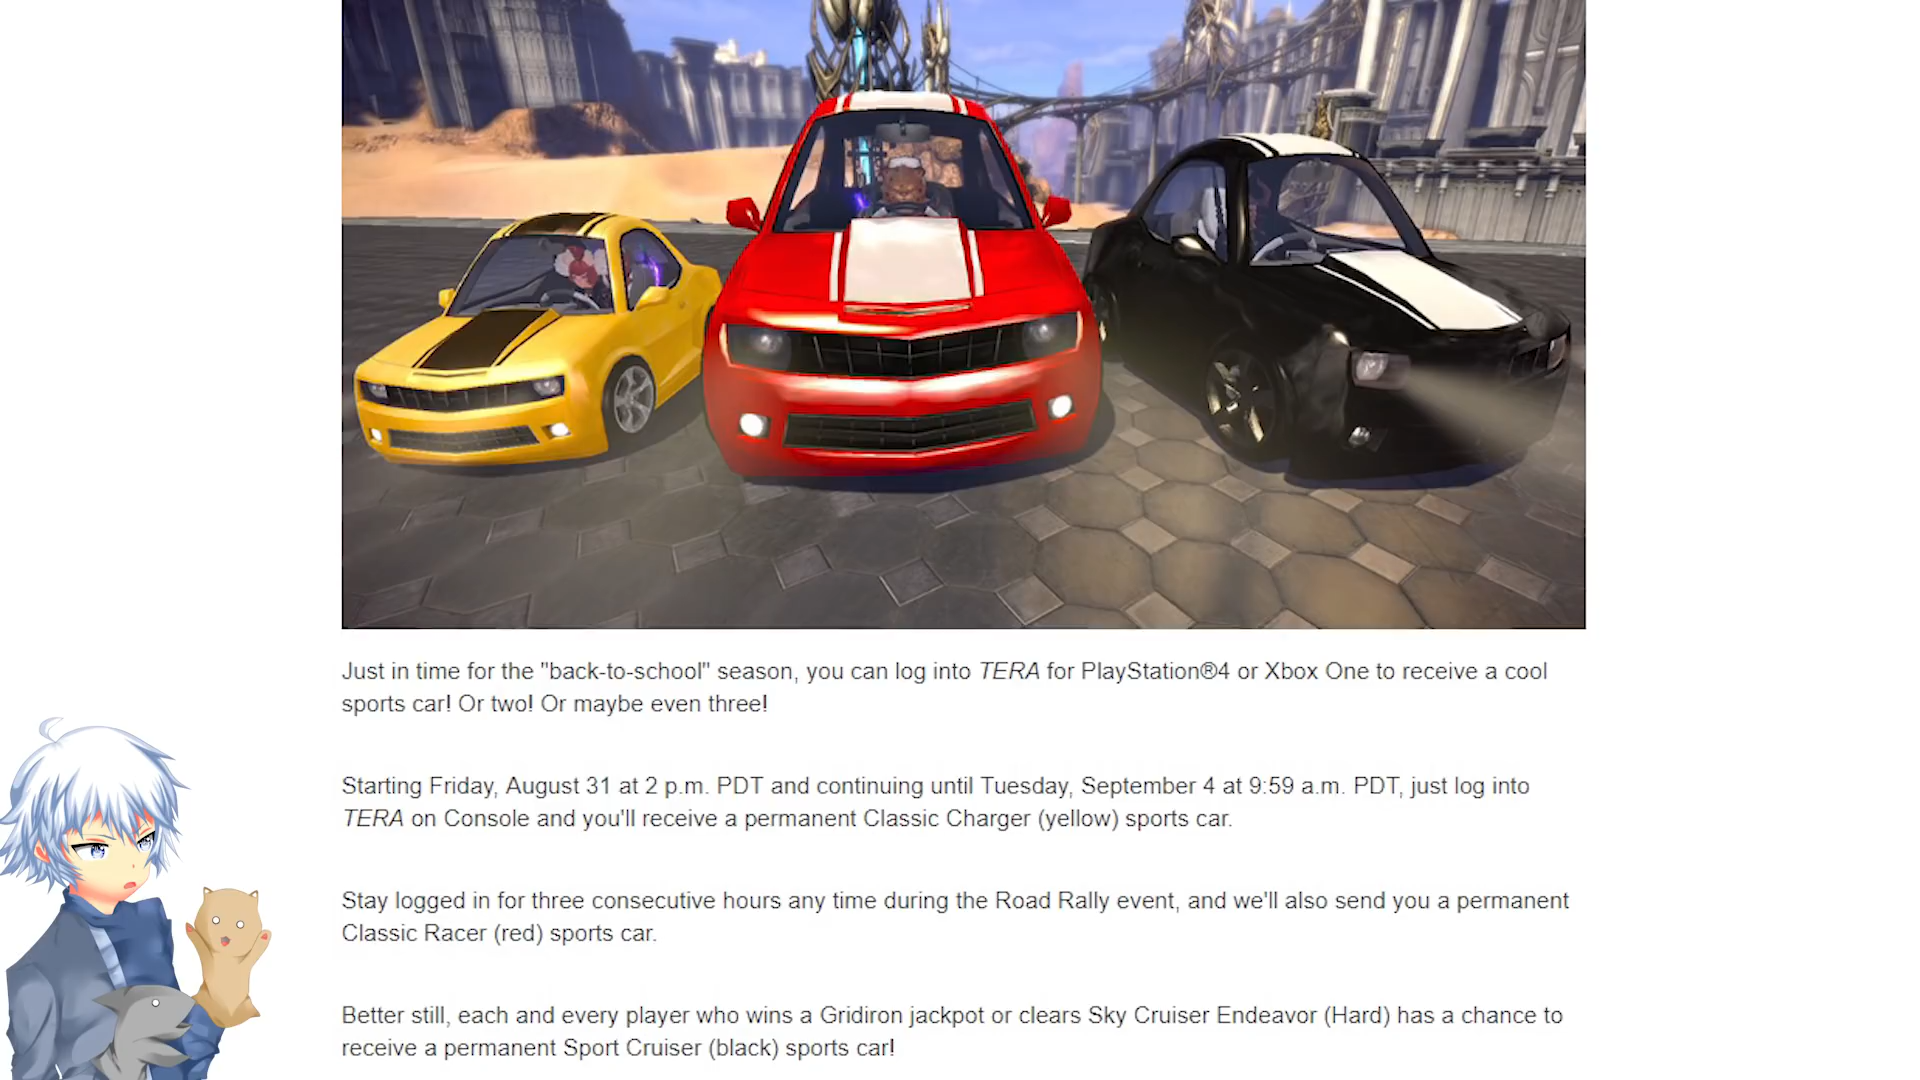 Just in time for the "back-to-school" season, you can log into TERA for PlayStation®4 or Xbox One to receive a cool
sports car! Or two! Or maybe even three!
Starting Friday, August 31 at 2 p.m. PDT and continuing until Tuesday, September 4 at 9:59 a.m. PDT, just log into
TERA on Console and you'll receive a permanent Classic Charger (yellow) sports car.
Stay logged in for three consecutive hours any time during the Road Rally event, and we'll also send you a permanent
Classic Racer (red) sports car.
Better still, each and every player who wins a Gridiron jackpot or clears Sky Cruiser Endeavor (Hard) has a chance to
receive a permanent Sport Cruiser (black) sports car!